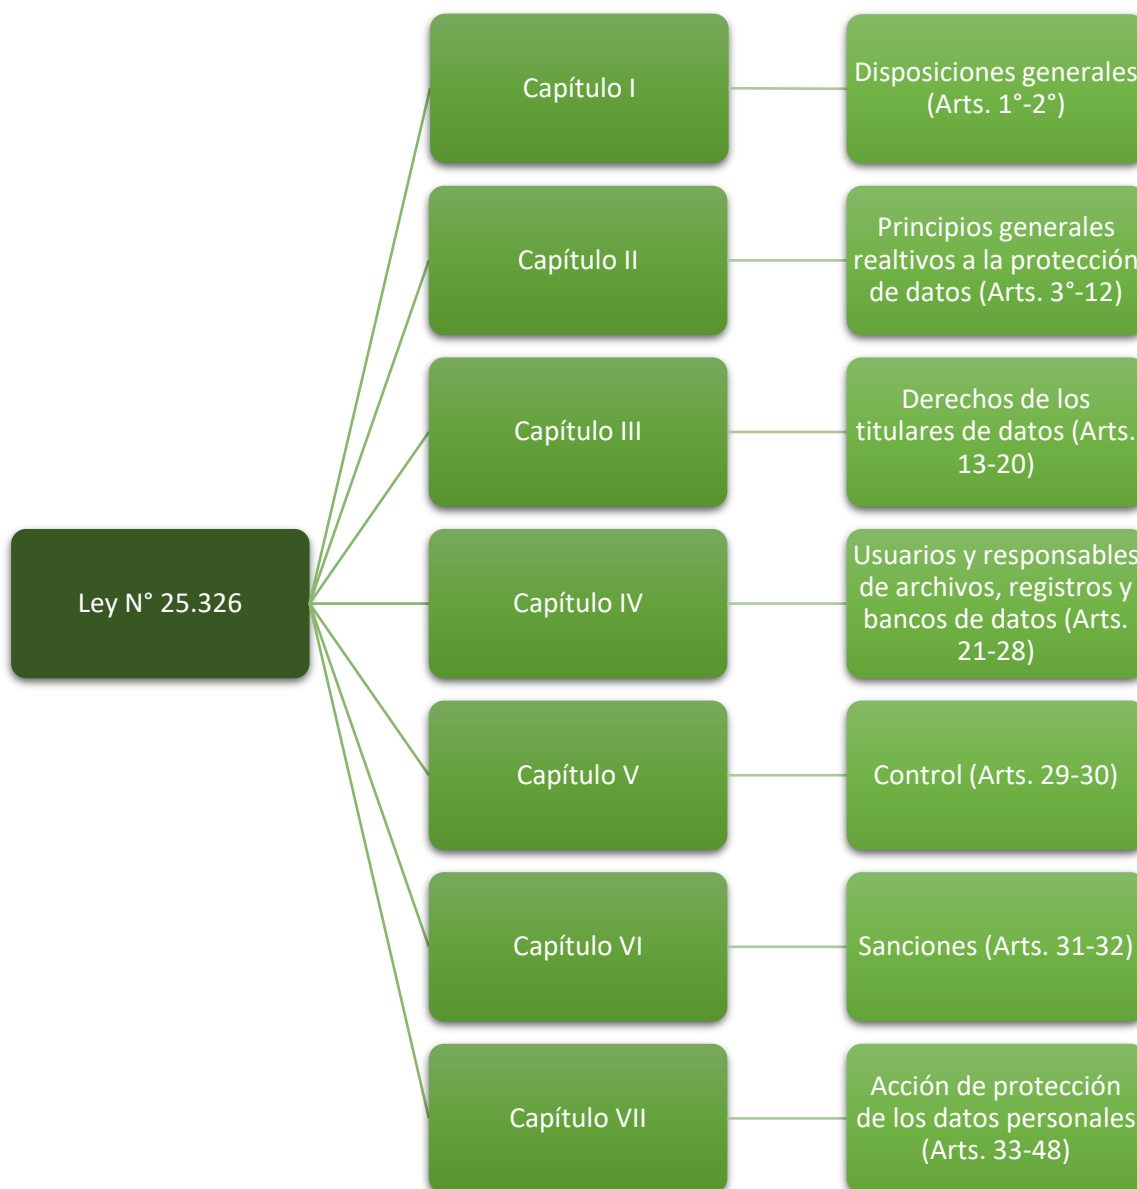 Capítulo I
Disposiciones generales
(Arts. 1°-2°)
Capítulo II
Principios generales
realtivos a la protección
de datos (Arts. 3°-12)
Capítulo III
Derechos de los
titulares de datos (Arts.
13-20)
Ley N° 25.326
Capítulo IV
Usuarios y responsables
de archivos, registros y
bancos de datos (Arts.
21-28)
Capítulo V
Control (Arts. 29-30)
Capítulo VI
Sanciones (Arts. 31-32)
Capítulo VII
Acción de protección
de los datos personales
(Arts. 33-48)